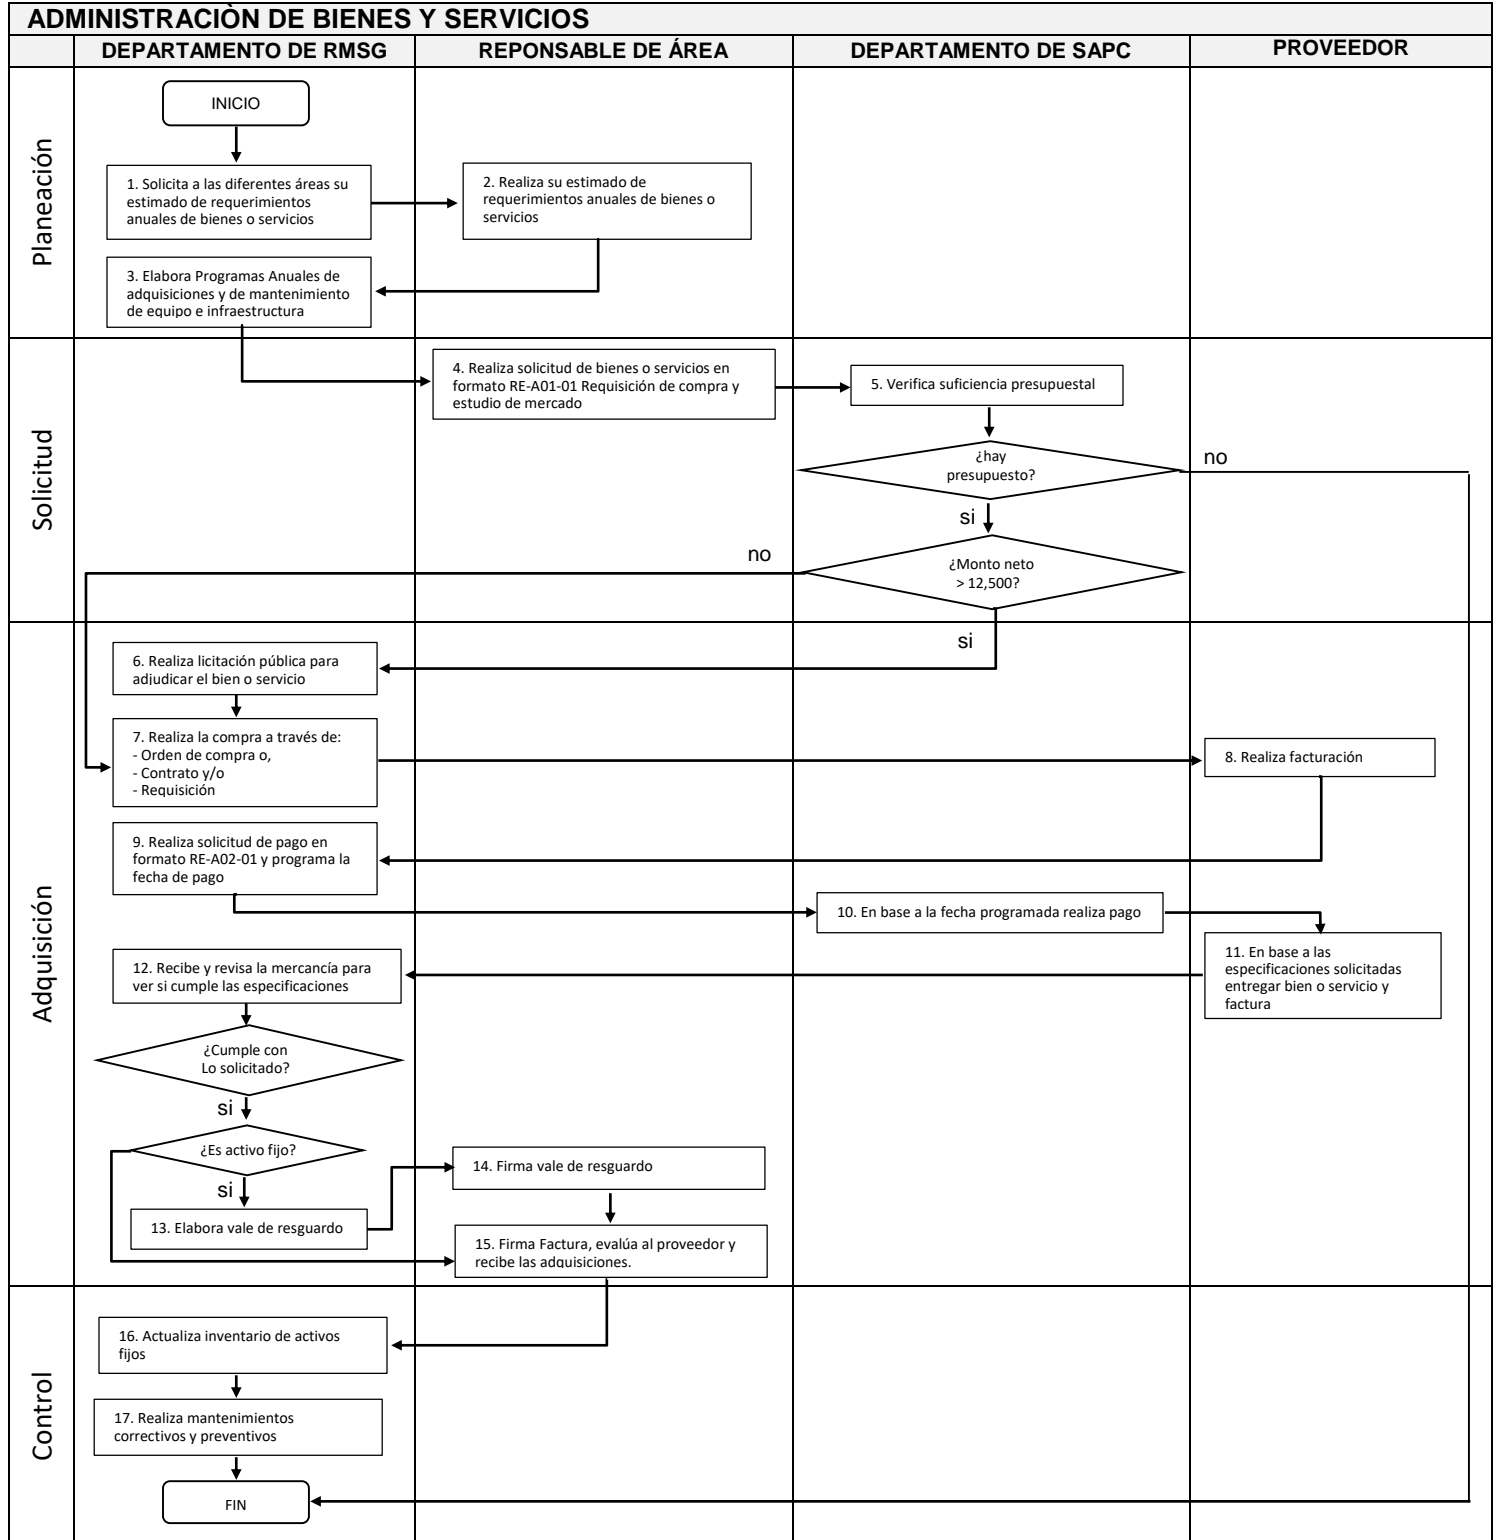 ADMINISTRACIÒN DE BIENES Y SERVICIOS
DEPARTAMENTO DE RMSG
REPONSABLE DE ÁREA
DEPARTAMENTO DE SAPC
PROVEEDOR
Planeación
INICIO
1. Solicita a las diferentes áreas su
estimado de requerimientos
anuales de bienes o servicios
2. Realiza su estimado de
requerimientos anuales de bienes o
servicios
3. Elabora Programas Anuales de
adquisiciones y de mantenimiento
de equipo e infraestructura
Solicitud
4. Realiza solicitud de bienes o servicios en
formato RE-A01-01 Requisición de compra y
estudio de mercado
5. Verifica suficiencia presupuestal
¿hay
presupuesto?
no
si
¿Monto neto
> 12,500?
no
si
Adquisición
6. Realiza licitación pública para
adjudicar el bien o servicio
7. Realiza la compra a través de:
- Orden de compra o,
- Contrato y/o
- Requisición
8. Realiza facturación
9. Realiza solicitud de pago en
formato RE-A02-01 y programa la
fecha de pago
10. En base a la fecha programada realiza pago
11. En base a las
especificaciones solicitadas
entregar bien o servicio y
factura
12. Recibe y revisa la mercancía para
ver si cumple las especificaciones
¿Cumple con
Lo solicitado?
si
¿Es activo fijo?
si
13. Elabora vale de resguardo
14. Firma vale de resguardo
15. Firma Factura, evalúa al proveedor y
recibe las adquisiciones.
Control
16. Actualiza inventario de activos
fijos
17. Realiza mantenimientos
correctivos y preventivos
FIN